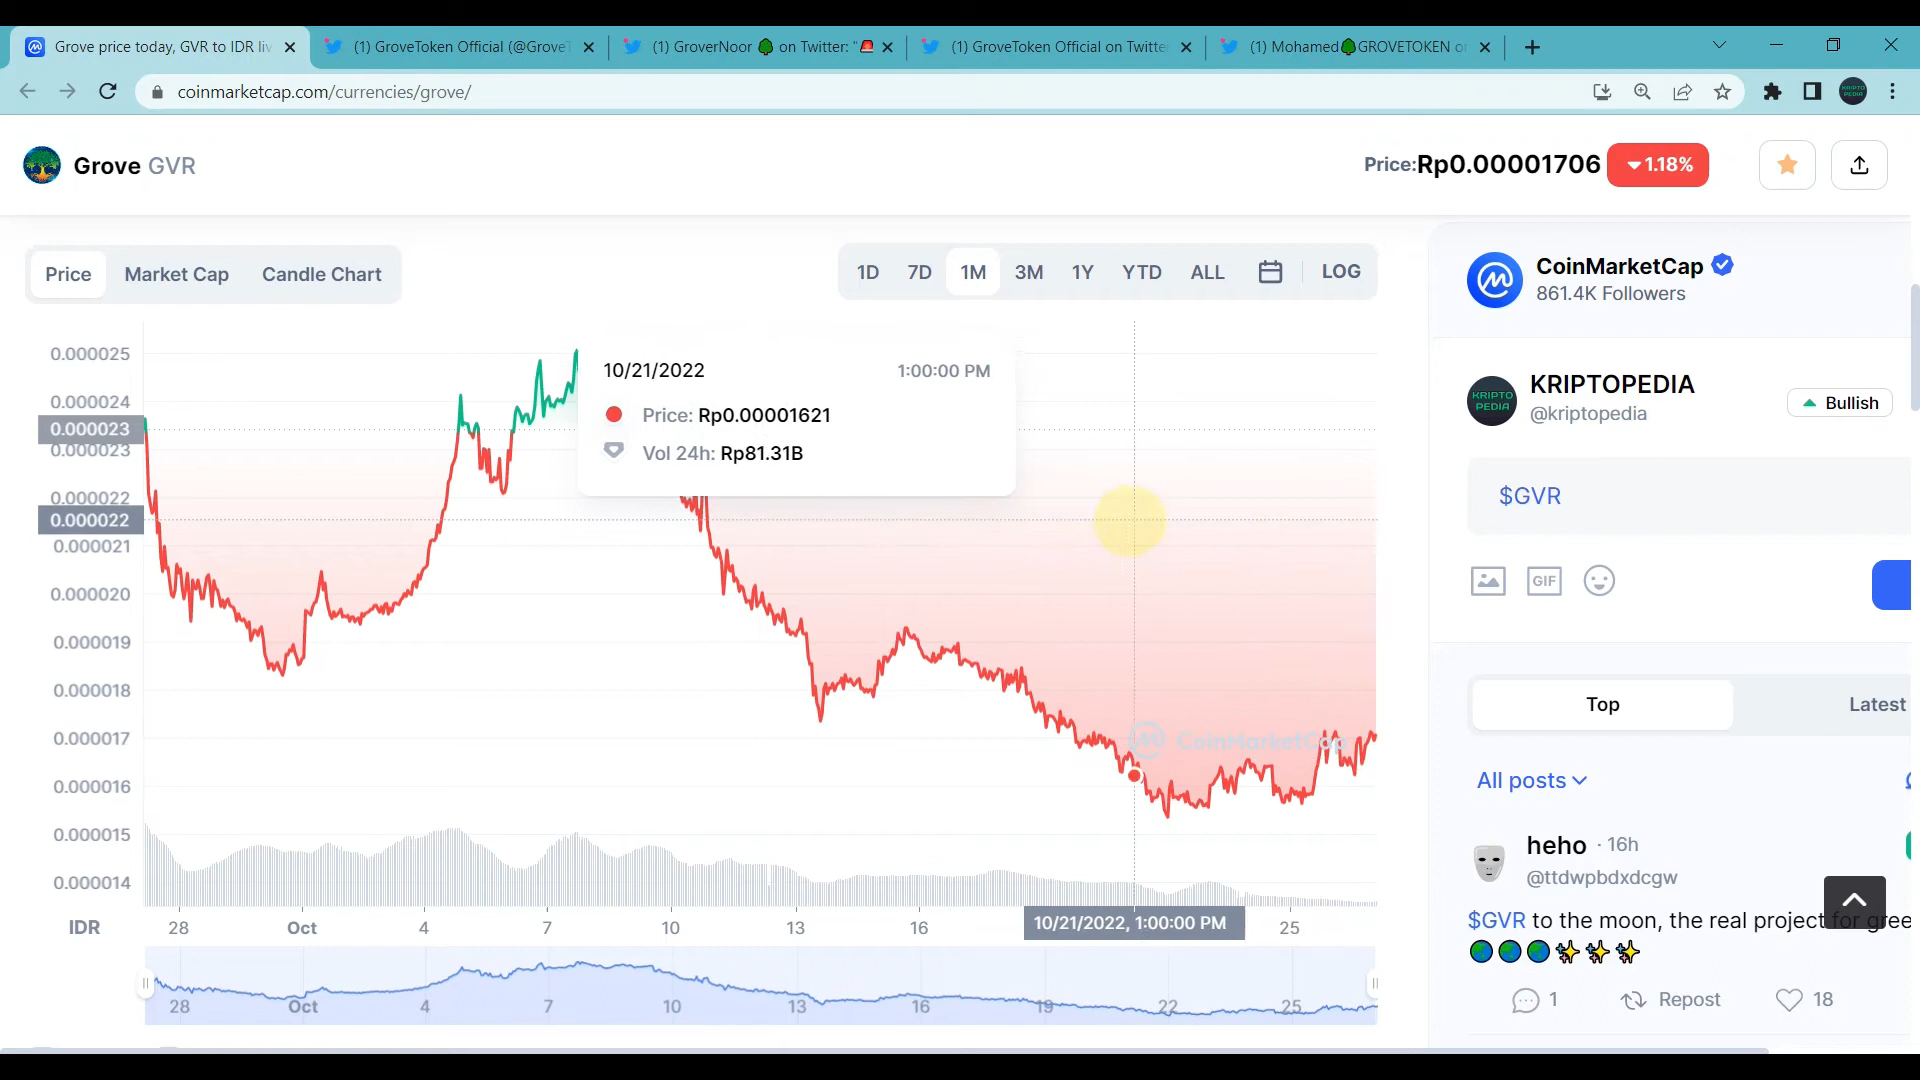 Grove price today, GVR to IDR liv
(1) GroveToken Official (@GroveT
(1) GroverNoor 🌳 on Twitter: "🚨
(1) GroveToken Official on Twitte
(1) Mohamed🌳GROVETOKEN o
coinmarketcap.com/currencies/grove/
KRIPTO
PEDIA
Grove GVR
Price:Rp0.00001706
1.18%
Price
Market Cap
Candle Chart
1D
7D
1M
3M
1Y
YTD
ALL
LOG
0.000025
0.000024
0.000023
0.000023
0.000022
0.000022
0.000021
0.000020
0.000019
0.000018
0.000017
0.000016
0.000015
0.000014
10/21/2022
1:00:00 PM
Price: Rp0.00001621
Vol 24h: Rp81.31B
CoinMarketCap
IDR
28
Oct
4
7
10
13
16
10/21/2022, 1:00:00 PM
25
28
Oct
4
7
10
13
16
19
22
25
CoinMarketCap
861.4K Followers
KRIPTO
PEDIA
KRIPTOPEDIA
@kriptopedia
Bullish
$GVR
GIF
Top
Latest
All posts
heho · 16h
@ttdwpbdxdcgw
$GVR to the moon, the real project for gree
🌏🌏🌏✨✨✨
1
Repost
18